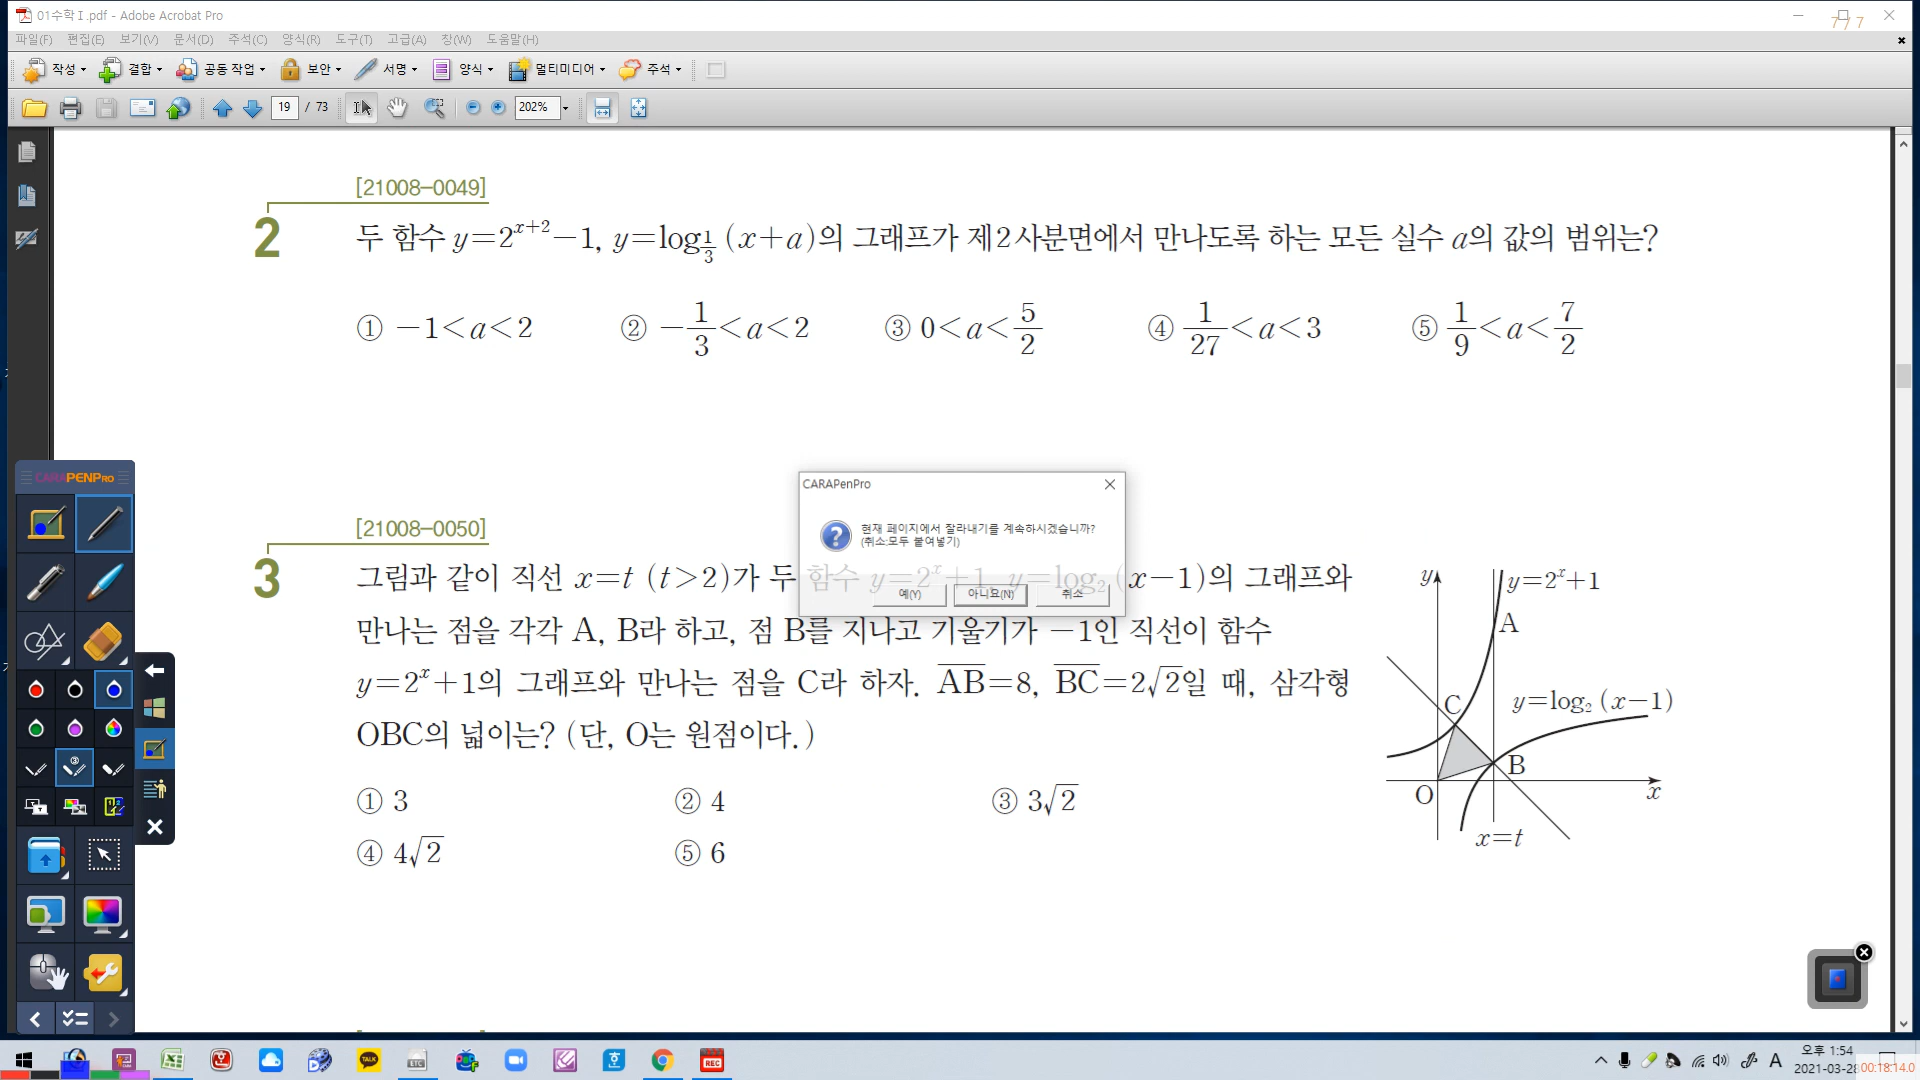 01수학Ⅰ.pdf - Adobe Acrobat Pro
7 / 7
파일(F) 편집(E) 보기(V) 문서(D) 주석(C) 양식(R) 도구(T) 고급(A) 창(W) 도움말(H)
작성 결합 공동 작업 보안 서명 양식 멀티미디어 주석
19 / 73 202%
[21008-0049]
2 두 함수 y=2^{x+2}-1, y=log_{1/3}(x+a)의 그래프가 제2사분면에서 만나도록 하는 모든 실수 a의 값의 범위는?
① -1<a<2 ② -1/3<a<2 ③ 0<a<5/2 ④ 1/27<a<3 ⑤ 1/9<a<7/2
CARAPENPRO
CARAPenPro
현재 페이지에서 잘라내기를 계속하시겠습니까?
(취소:모두 붙여넣기)
예(Y) 아니요(N) 취소
[21008-0050]
3 그림과 같이 직선 x=t (t>2)가 두 함수 y=2^x+1, y=log_2(x-1)의 그래프와
만나는 점을 각각 A, B라 하고, 점 B를 지나고 기울기가 -1인 직선이 함수
y=2^x+1의 그래프와 만나는 점을 C라 하자. \overline{AB}=8, \overline{BC}=2√2일 때, 삼각형
OBC의 넓이는? (단, O는 원점이다.)
① 3 ② 4 ③ 3√2
④ 4√2 ⑤ 6
y y=2^x+1
A
C y=log_2(x-1)
B
O x
x=t
TALK
ETC
REC
A
오후 1:54
2021-03-28
00:18:14.0